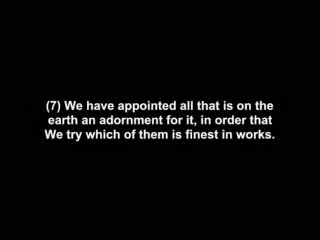 (7) We have appointed all that is on the
earth an adornment for it, in order that
We try which of them is finest in works.